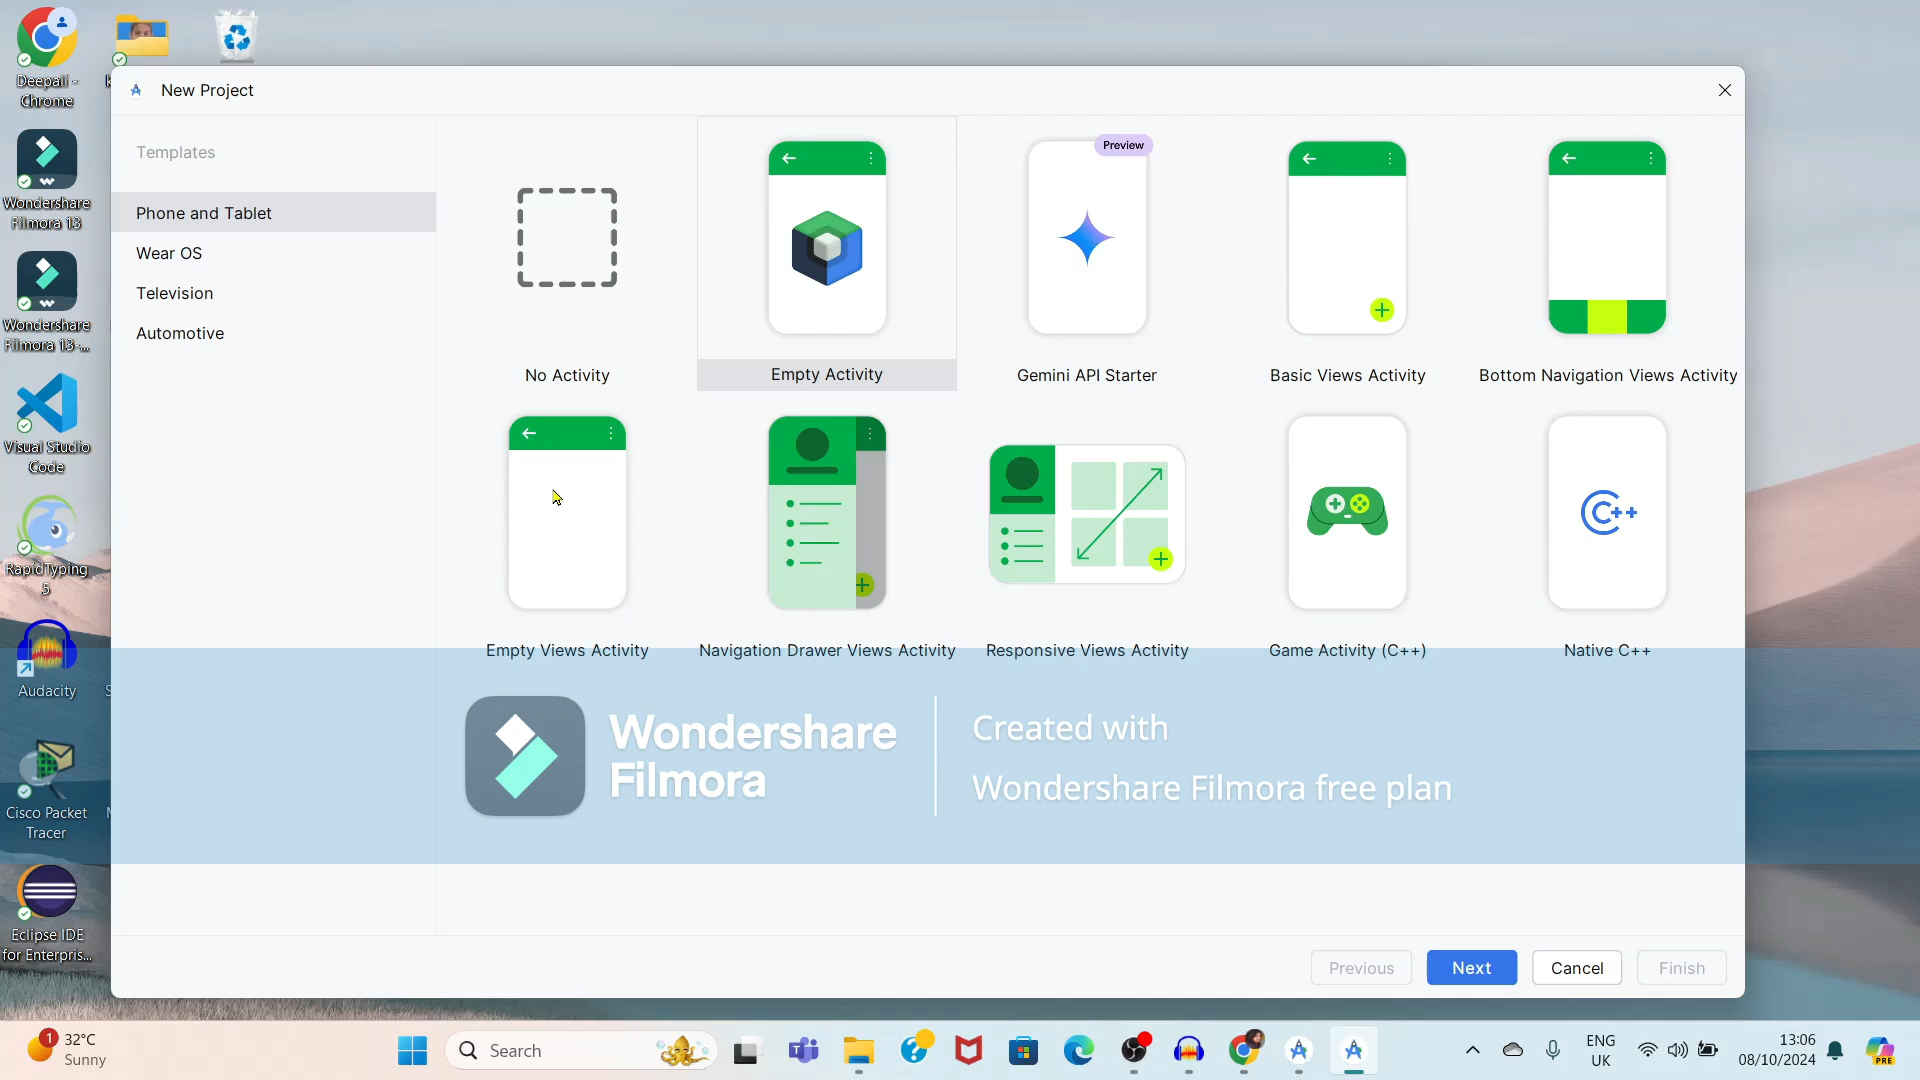 Deepali -
Chrome
Wondershare
Filmora 13
Wondershare
Filmora 13-...
Visual Studio
Code
RapidTyping
5
Audacity
Cisco Packet
Tracer
Eclipse IDE
for Enterpris...
New Project
Templates
Phone and Tablet
Wear OS
Television
Automotive
No Activity
Empty Activity
Preview
Gemini API Starter
Basic Views Activity
Bottom Navigation Views Activity
Empty Views Activity
Navigation Drawer Views Activity
Responsive Views Activity
Game Activity (C++)
C++
Native C++
Wondershare
Filmora
Created with
Wondershare Filmora free plan
Previous
Next
Cancel
Finish
1
32°C
Sunny
Search
ENG
UK
13:06
08/10/2024
PRE